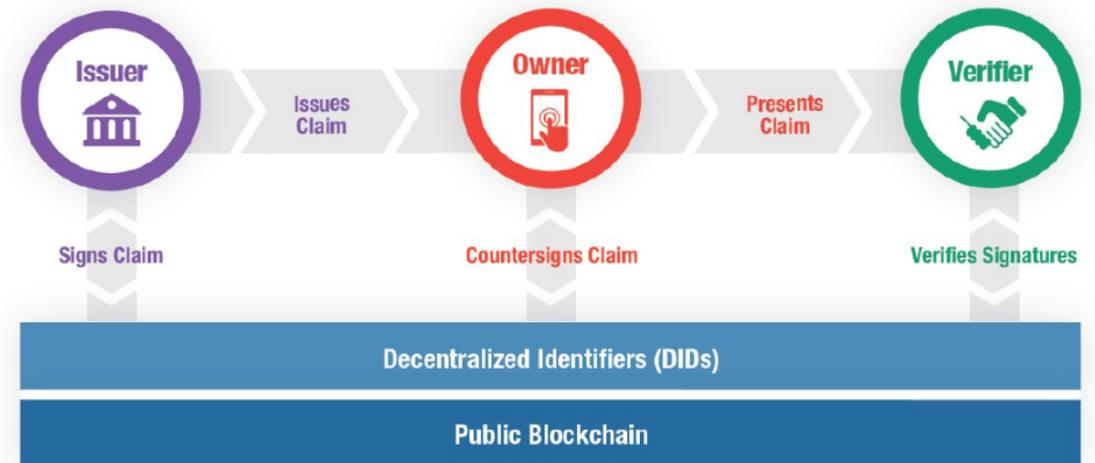 Issuer
Owner
Verifier
Issues
Claim
Presents
Claim
Signs Claim
Countersigns Claim
Verifies Signatures
Decentralized Identifiers (DIDs)
Public Blockchain